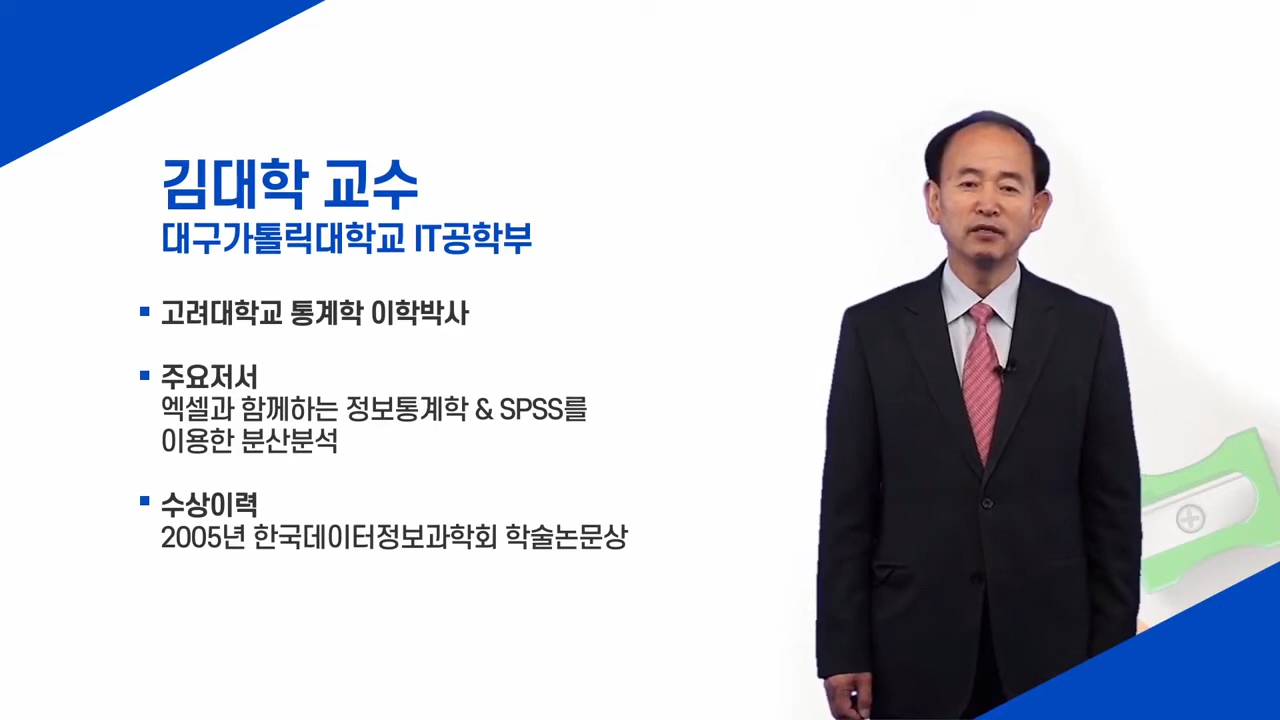 김대학 교수
대구가톨릭대학교 IT공학부
고려대학교 통계학 이학박사
주요저서
엑셀과 함께하는 정보통계학 & SPSS를
이용한 분산분석
수상이력
2005년 한국데이터정보과학회 학술논문상